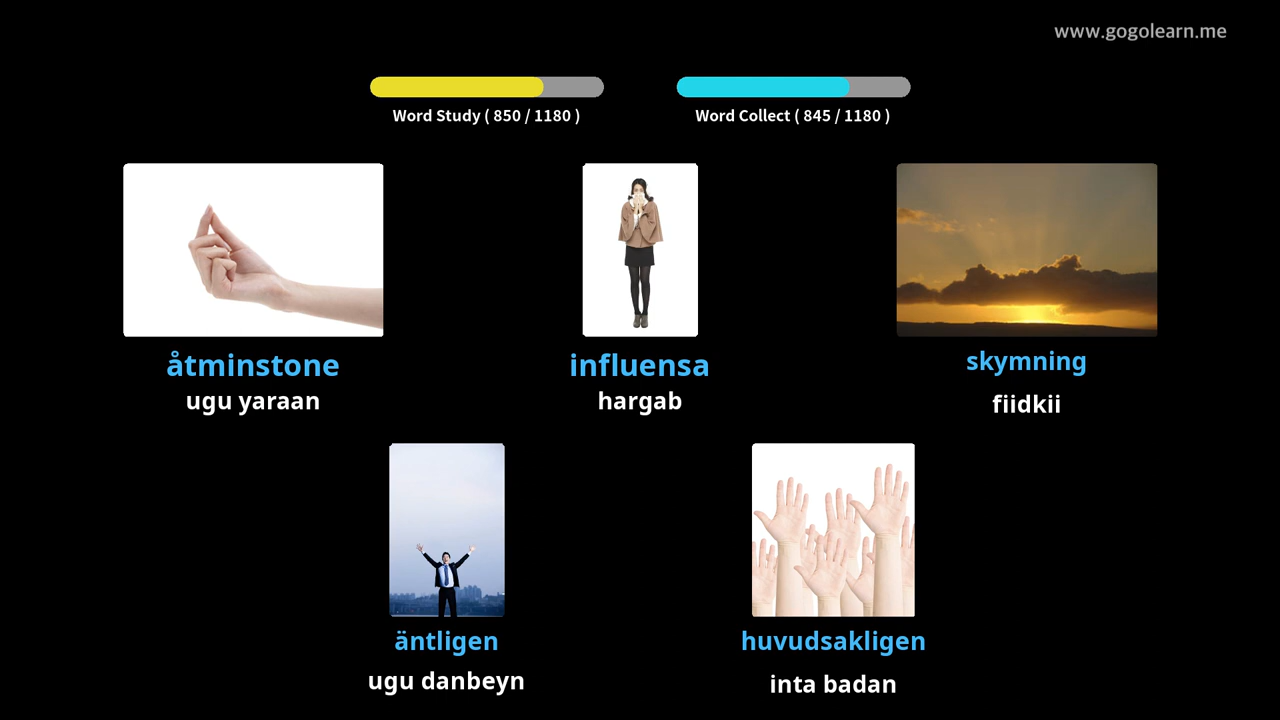 www.gogolearn.me
Word Study ( 850 / 1180 )
Word Collect ( 845 / 1180 )
åtminstone
ugu yaraan
influensa
hargab
skymning
fiidkii
äntligen
ugu danbeyn
huvudsakligen
inta badan